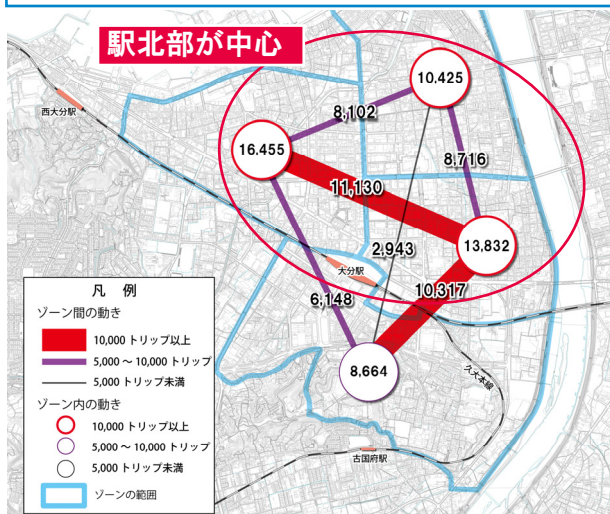 駅北部が中心
10,425
西大分駅
8,102
16.455
8,716
11,130
13,832
2,943
大分駅
10,317
6,148
8,664
久大本線
古国府駅
凡 例
ゾーン間の動き
10,000 トリップ以上
5,000 ～ 10,000 トリップ
5,000 トリップ未満
ゾーン内の動き
10,000 トリップ以上
5,000 ～ 10,000 トリップ
5,000 トリップ未満
ゾーンの範囲